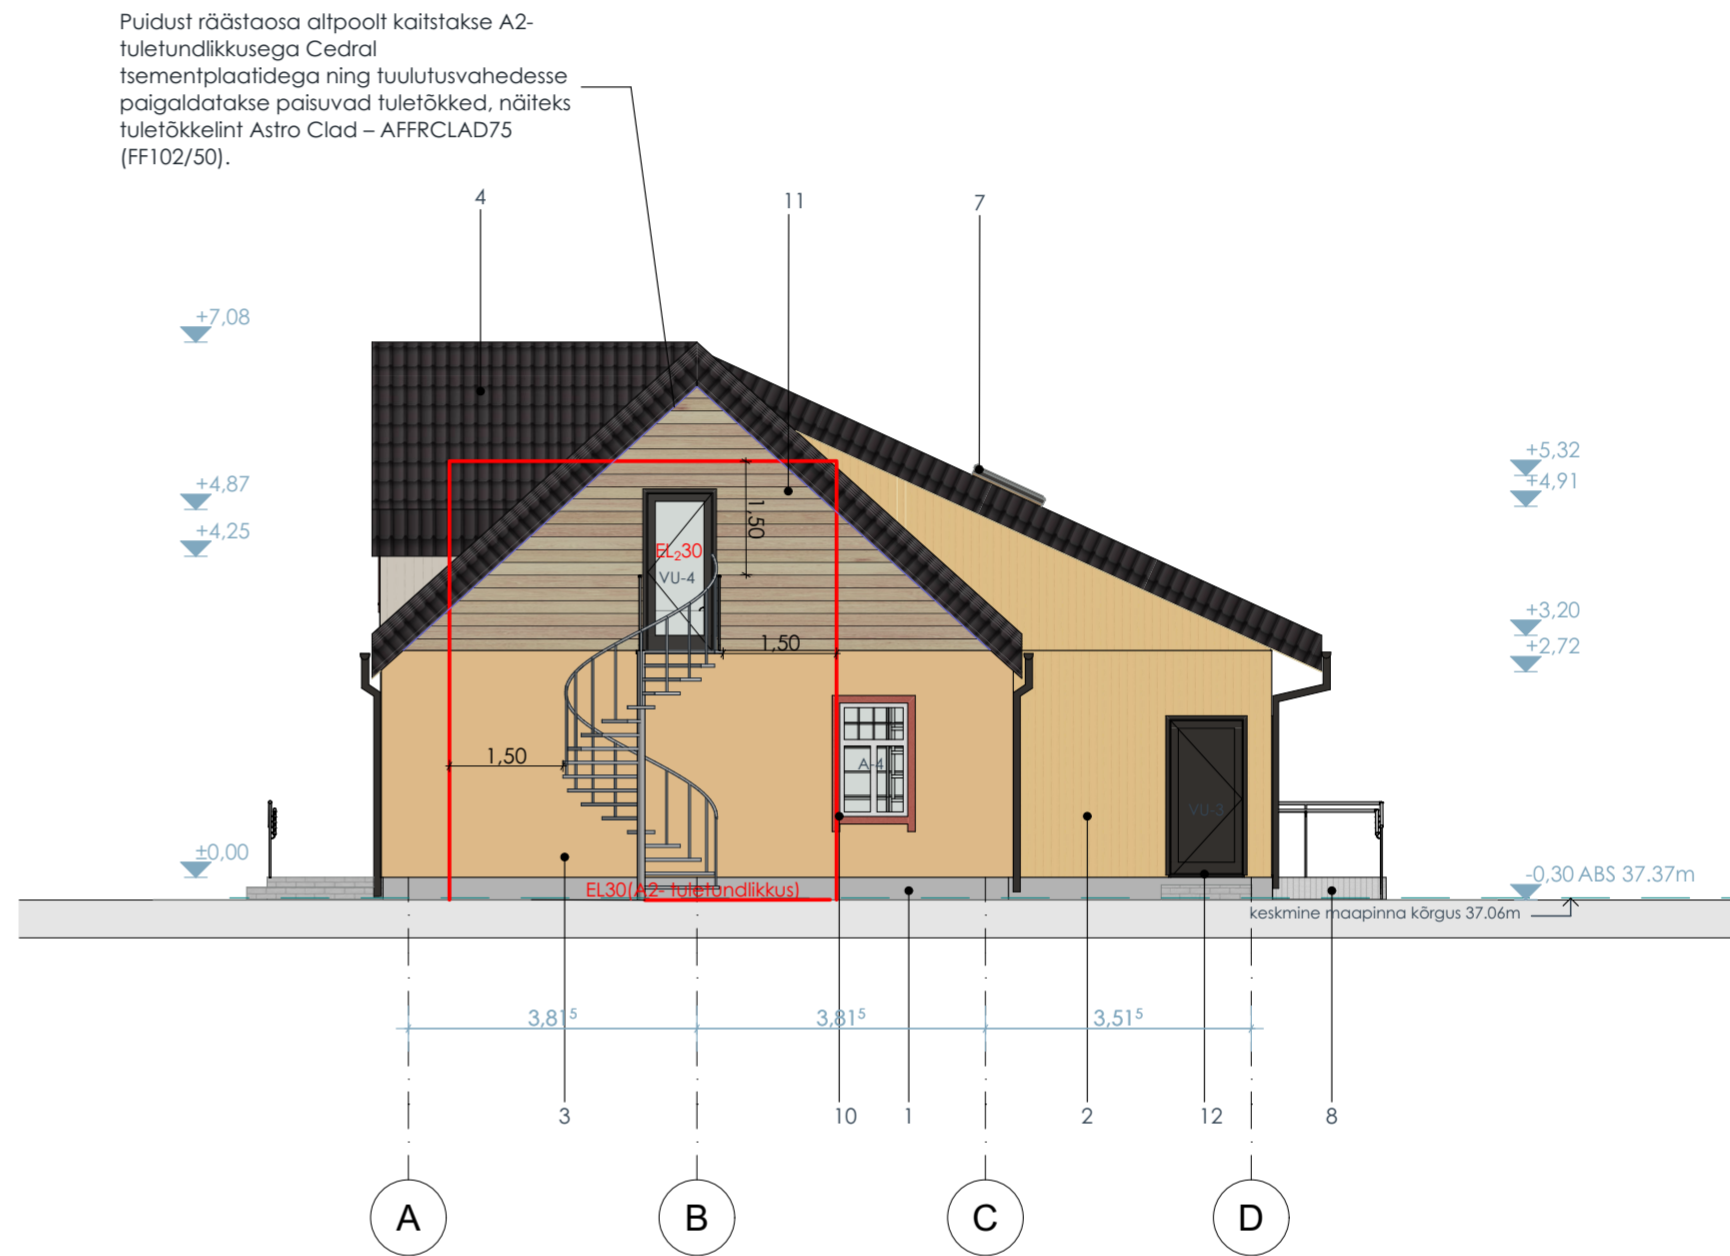 Puidust räästaosa altpoolt kaitstakse A2-
tuletundlikkusega Cedral
tsementplaatidega ning tuulutusvahedesse
paigaldatakse paisuvad tuletõkked, näiteks
tuletõkkelint Astro Clad – AFFRCLAD75
(FF102/50).
4
11
7
+7,08
+5,32
+4,87
+4,91
+4,25
1,50
EL₂30
VU-4
+3,20
1,50
+2,72
1,50
A-4
VU-3
±0,00
EL30(A2- tuletundlikkus)
-0,30 ABS 37.37m
keskmine maapinna kõrgus 37.06m
3,81⁵
3,81⁵
3,51⁵
3
10
1
2
12
8
A
B
C
D